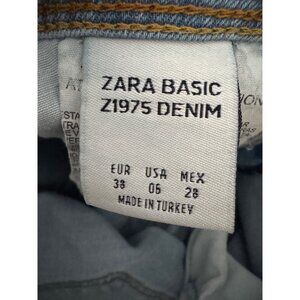 ZARA BASIC
Z1975 DENIM
EUR USA MEX
38 06 28
MADE IN TURKEY